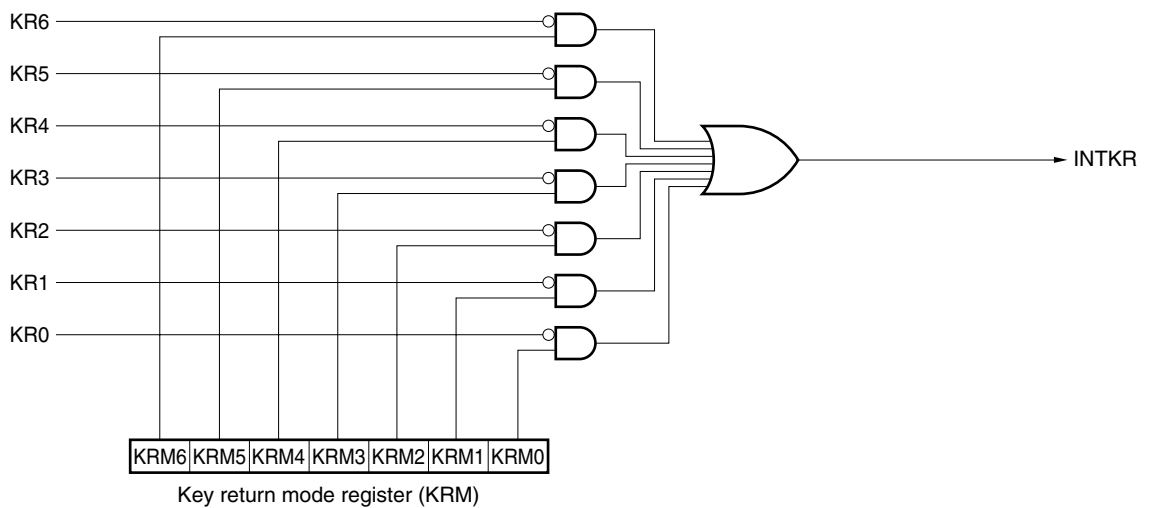 KR6
KR5
KR4
KR3
INTKR
KR2
KR1
KR0
KRM6 KRM5 KRM4 KRM3 KRM2 KRM1 KRM0
Key return mode register (KRM)